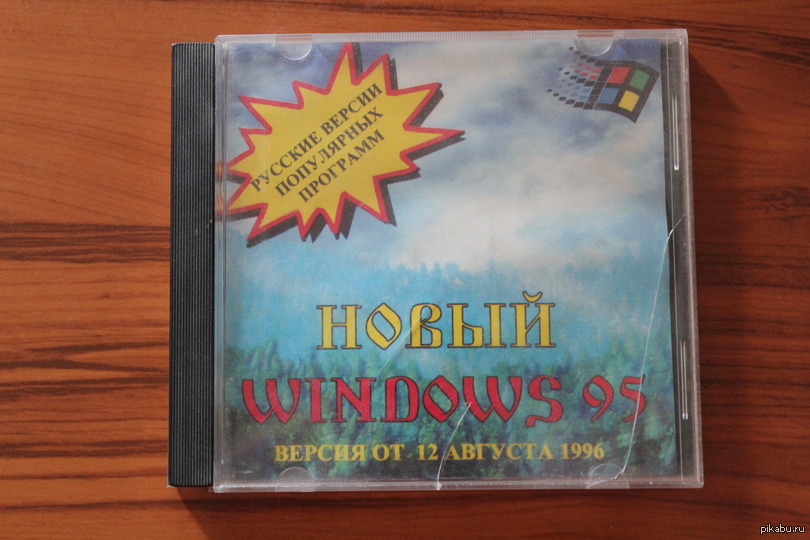 РУССКИЕ ВЕРСИИ
ПОПУЛЯРНЫХ
ПРОГРАММ
НОВЫЙ
WINDOWS 95
ВЕРСИЯ ОТ 12 АВГУСТА 1996
pikabu.ru